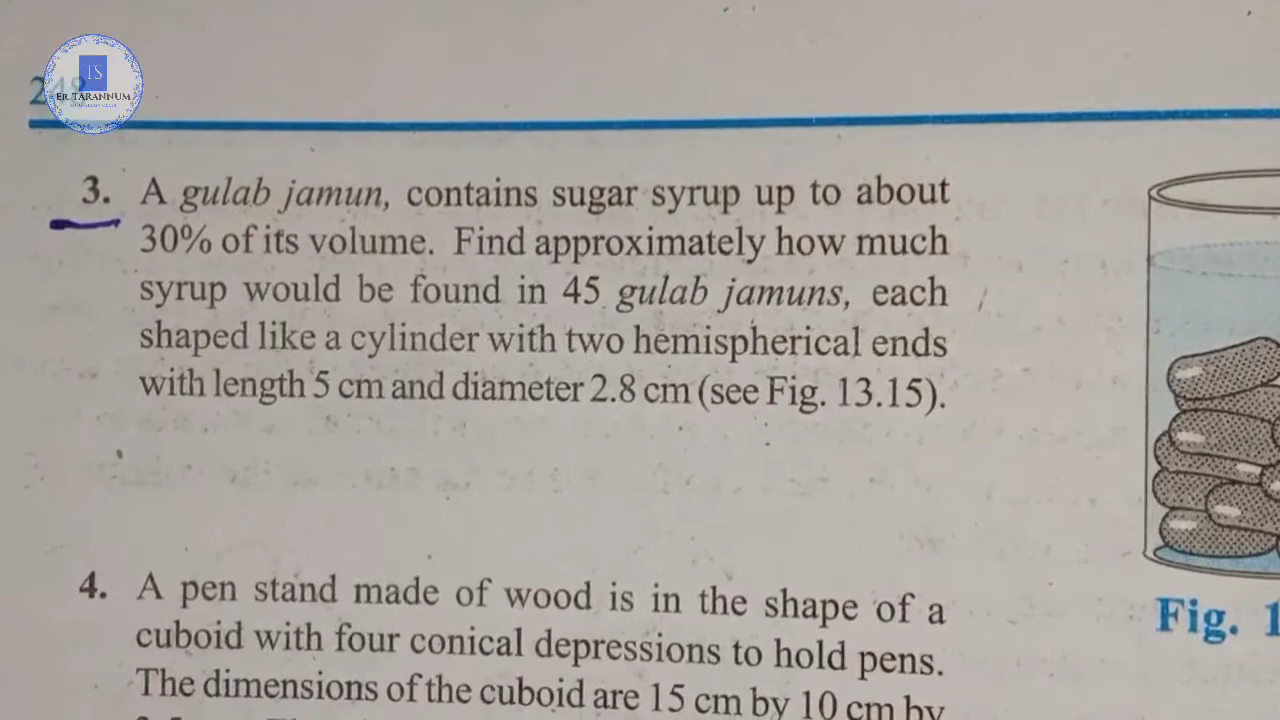 TS
ER TARANNUM
3. A gulab jamun, contains sugar syrup up to about
30% of its volume. Find approximately how much
syrup would be found in 45 gulab jamuns, each
shaped like a cylinder with two hemispherical ends
with length 5 cm and diameter 2.8 cm (see Fig. 13.15).
Fig. 1
4. A pen stand made of wood is in the shape of a
cuboid with four conical depressions to hold pens.
The dimensions of the cuboid are 15 cm by 10 cm by